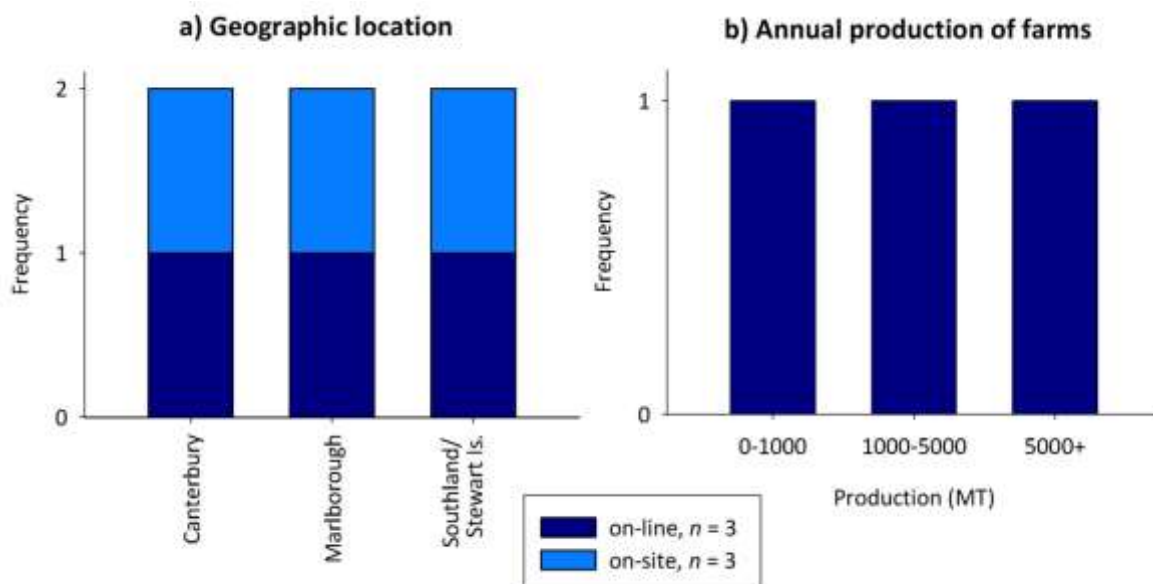 a) Geographic location
2
1
0
Frequency
Canterbury
Marlborough
Southland/
Stewart Is.
b) Annual production of farms
1
0
Frequency
0-1000
1000-5000
5000+
Production (MT)
on-line, n = 3
on-site, n = 3